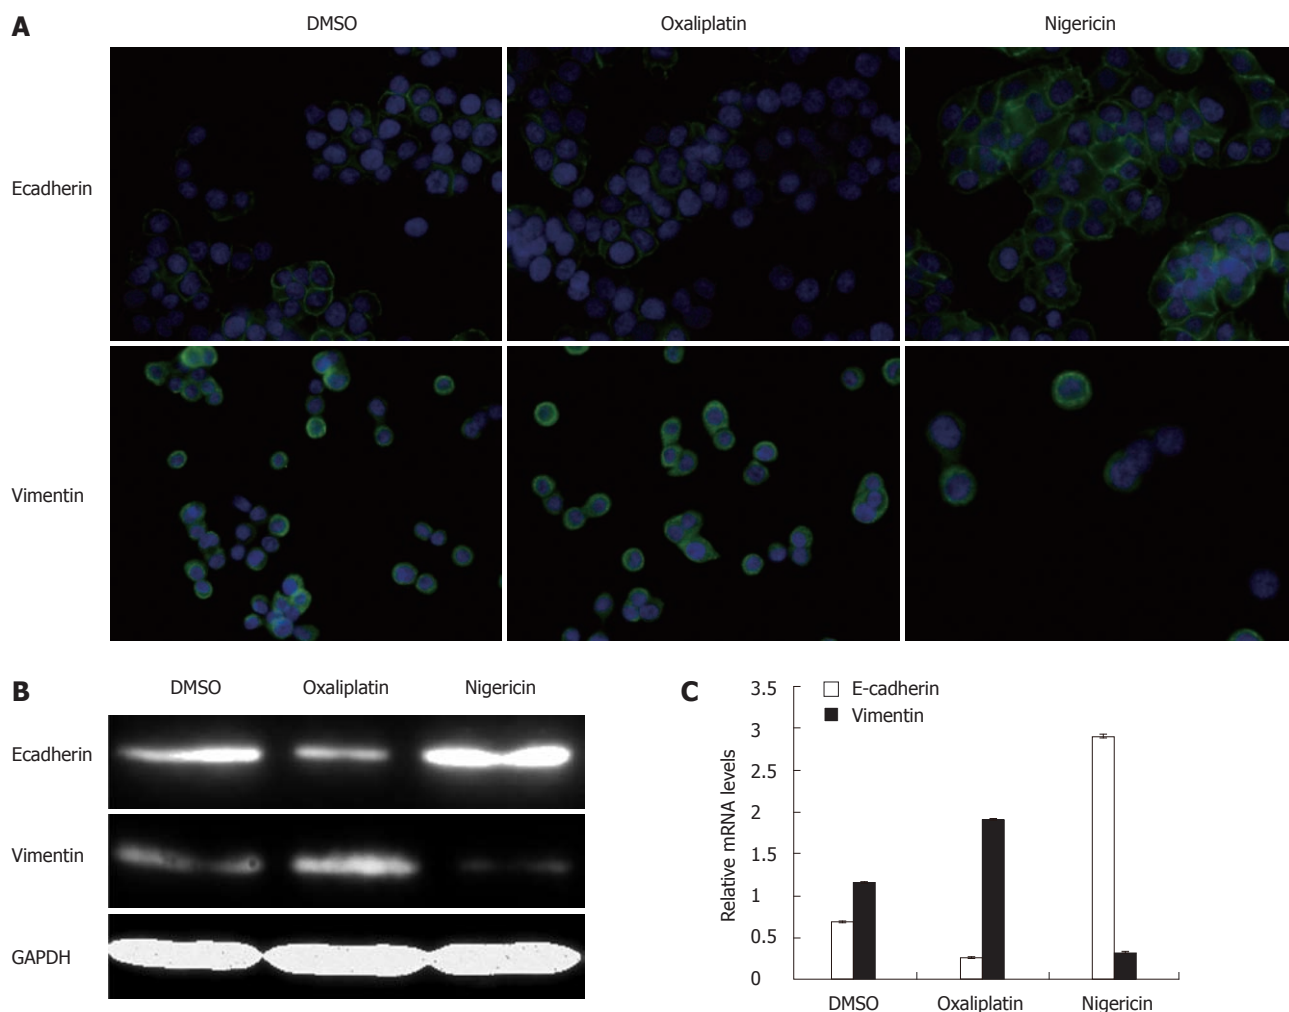 A
DMSO Oxaliplatin Nigericin
Ecadherin
Vimentin
B
DMSO Oxaliplatin Nigericin
Ecadherin
Vimentin
GAPDH
C
E-cadherin
Vimentin
Relative mRNA levels
3.5
3
2.5
2
1.5
1
0.5
0
DMSO Oxaliplatin Nigericin